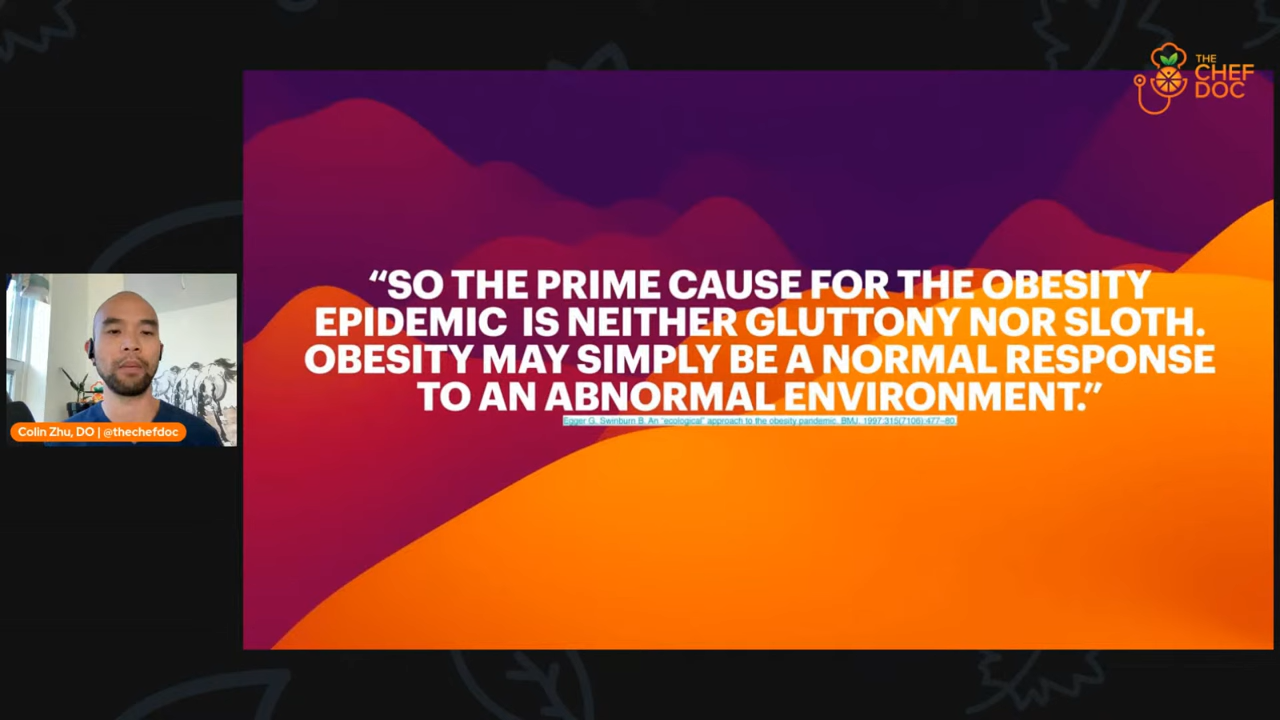 THE
CHEF
DOC
“SO THE PRIME CAUSE FOR THE OBESITY
EPIDEMIC IS NEITHER GLUTTONY NOR SLOTH.
OBESITY MAY SIMPLY BE A NORMAL RESPONSE
TO AN ABNORMAL ENVIRONMENT.”
Egger G, Swinburn B. An “ecological” approach to the obesity pandemic. BMJ. 1997;315(7106):477–80.
Colin Zhu, DO | @thechefdoc